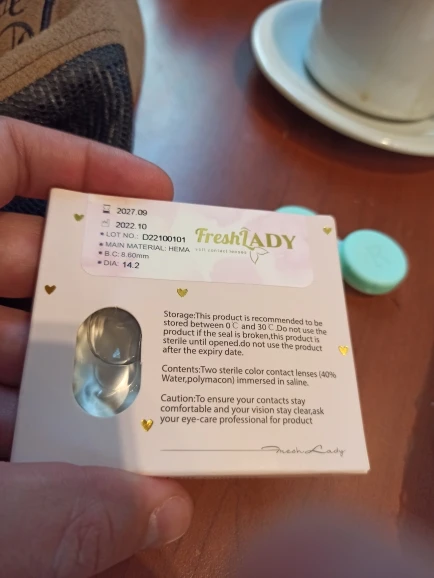 2027.09
2022.10
• LOT NO.: D22100101
• MAIN MATERIAL: HEMA
• B.C: 8.60mm
• DIA: 14.2
FreshLADY
Storage:This product is recommended to be
stored between 0℃ and 30℃.Do not use the
product if the seal is broken,this product is
sterile until opened.do not use the product
after the expiry date.
Contents:Two sterile color contact lenses (40%
Water,polymacon) immersed in saline.
Caution:To ensure your contacts stay
comfortable and your vision stay clear,ask
your eye-care professional for product
Fresh Lady